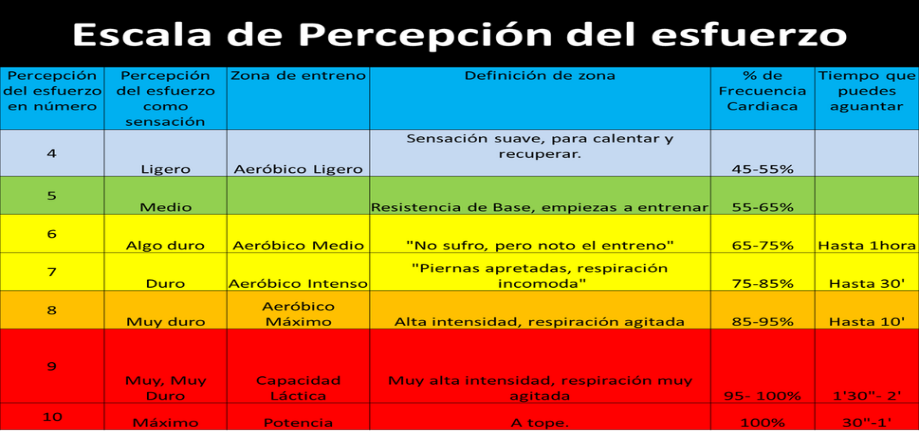 Escala de Percepción del esfuerzo
Percepción del esfuerzo en número | Percepción del esfuerzo como sensación | Zona de entreno | Definición de zona | % de Frecuencia Cardiaca | Tiempo que puedes aguantar
4 | Ligero | Aeróbico Ligero | Sensación suave, para calentar y recuperar. | 45-55%
5 | Medio | Resistencia de Base, empiezas a entrenar | 55-65%
6 | Algo duro | Aeróbico Medio | "No sufro, pero noto el entreno" | 65-75% | Hasta 1hora
7 | Duro | Aeróbico Intenso | "Piernas apretadas, respiración incomoda" | 75-85% | Hasta 30'
8 | Muy duro | Aeróbico Máximo | Alta intensidad, respiración agitada | 85-95% | Hasta 10'
9 | Muy, Muy Duro | Capacidad Láctica | Muy alta intensidad, respiración muy agitada | 95- 100% | 1'30"- 2'
10 | Máximo | Potencia | A tope. | 100% | 30"-1'